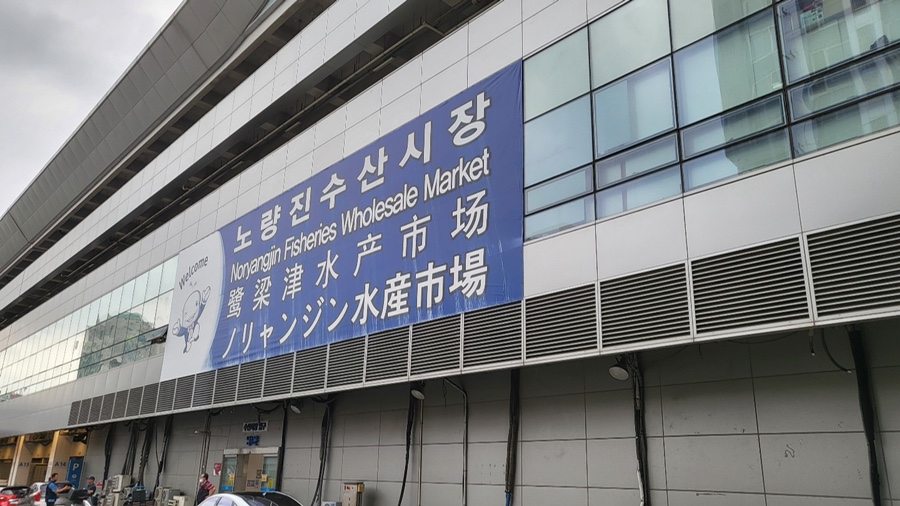 Welcome
노량진수산시장
Noryangjin Fisheries Wholesale Market
鹭梁津水产市场
ノリャンジン水産市場
P